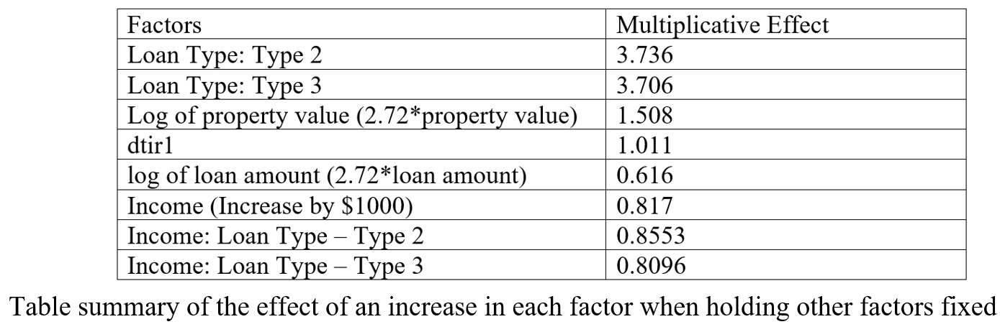 Factors Multiplicative Effect
Loan Type: Type 2 3.736
Loan Type: Type 3 3.706
Log of property value (2.72*property value) 1.508
dtir1 1.011
log of loan amount (2.72*loan amount) 0.616
Income (Increase by $1000) 0.817
Income: Loan Type – Type 2 0.8553
Income: Loan Type – Type 3 0.8096
Table summary of the effect of an increase in each factor when holding other factors fixed